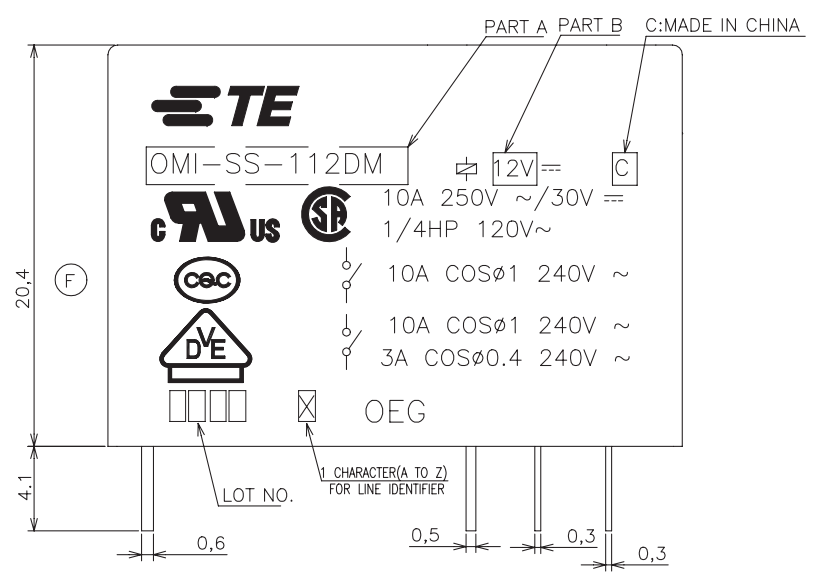 PART A PART B C:MADE IN CHINA
TE
OMI-SS-112DM 12V C
c RU US SA 10A 250V ~/30V
1/4HP 120V~
20,4
F
CQC 10A COSø1 240V ~
DVE 10A COSø1 240V ~
3A COSø0.4 240V ~
OEG
4.1
1 CHARACTER(A TO Z)
FOR LINE IDENTIFIER
LOT NO.
0,6 0,5 0,3 0,3